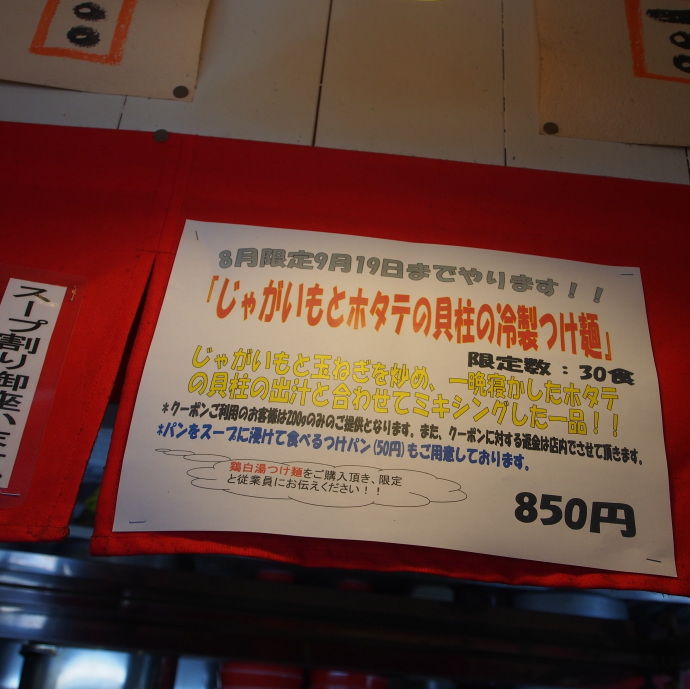 8月限定9月19日までやります！！
「じゃがいもとホタテの貝柱の冷製つけ麺」
限定数：30食
じゃがいもと玉ねぎを炒め、一晩寝かしたホタテ
の貝柱の出汁と合わせてミキシングした一品！！
＊クーポンご利用のお客様は200gのみのご提供となります。また、クーポンに対する返金は店内でさせて頂きます。
＊パンをスープに浸けて食べるつけパン(50円)もご用意しております。
鶏白湯つけ麺をご購入頂き、限定
と従業員にお伝えください！！
850円
スープ割り御座います